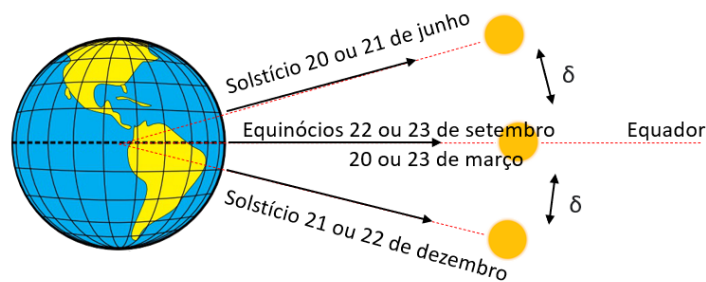 Solstício 20 ou 21 de junho
δ
Equinócios 22 ou 23 de setembro
Equador
20 ou 23 de março
δ
Solstício 21 ou 22 de dezembro